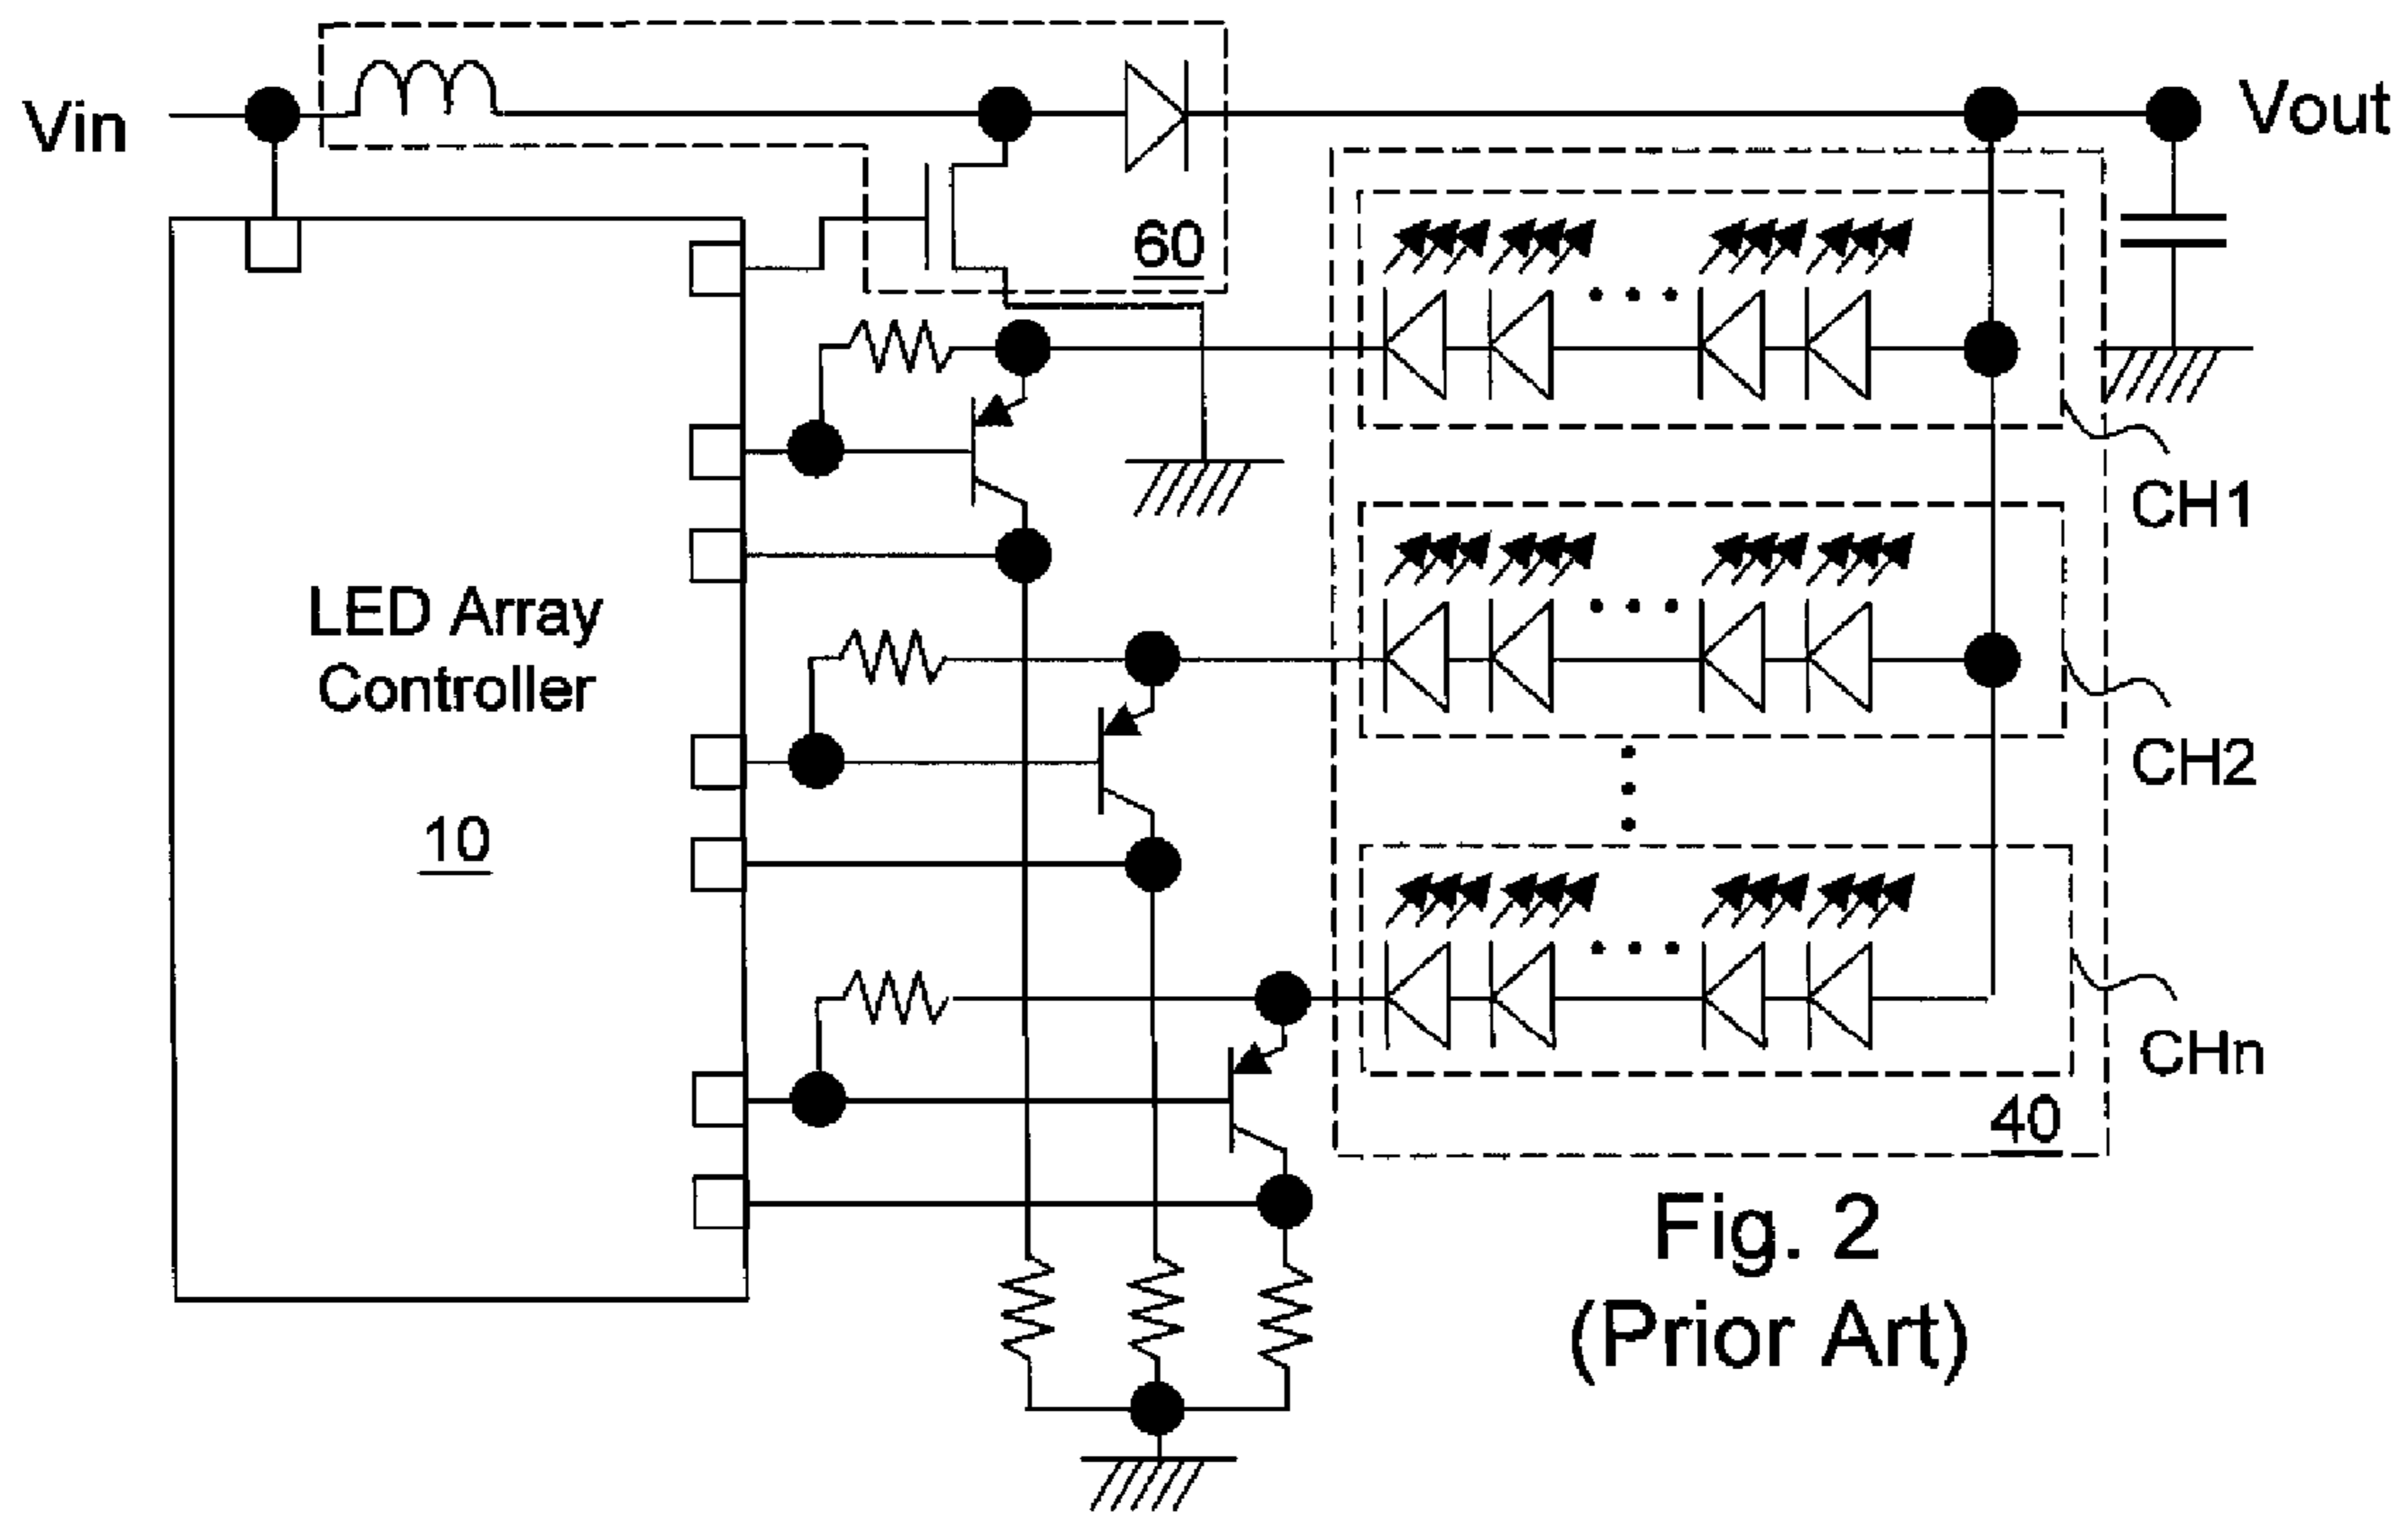 Vin
Vout
60
CH1
LED Array
Controller
10
CH2
CHn
40
Fig. 2
(Prior Art)